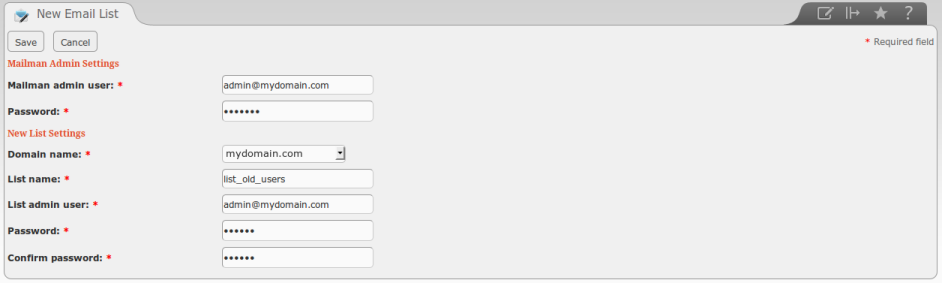 New Email List ?
Save Cancel * Required field
Mailman Admin Settings
Mailman admin user: * admin@mydomain.com
Password: * •••••••
New List Settings
Domain name: * mydomain.com
List name: * list_old_users
List admin user: * admin@mydomain.com
Password: * ••••••
Confirm password: * ••••••